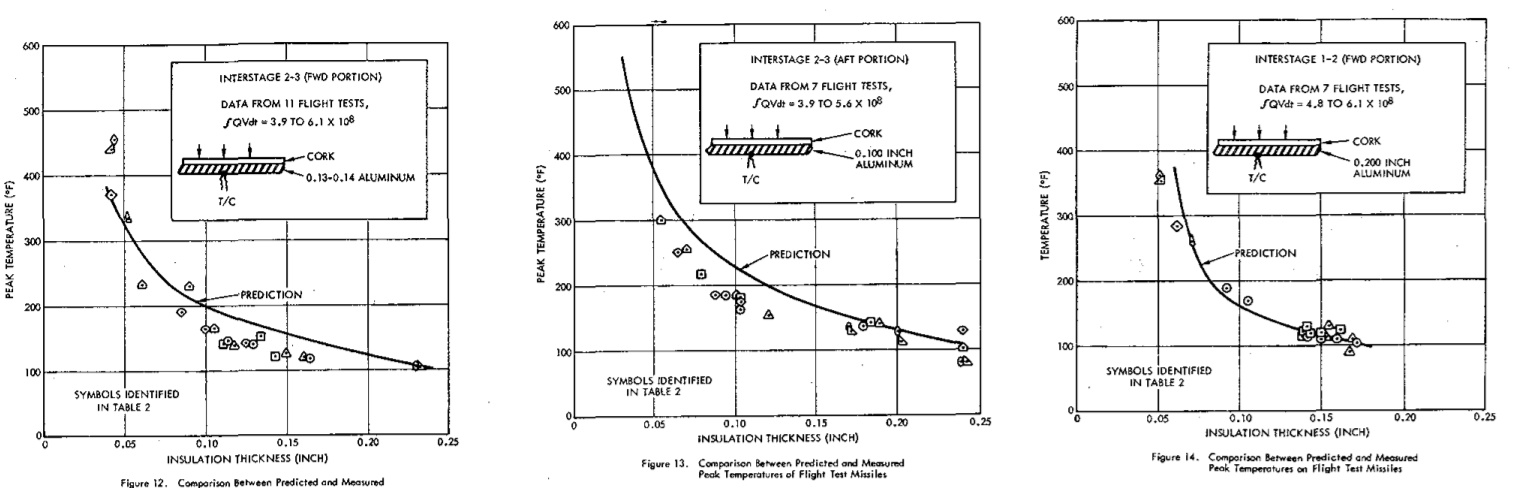 600
500
400
300
200
100
0
PEAK TEMPERATURE (°F)
INTERSTAGE 2-3 (FWD PORTION)
DATA FROM 11 FLIGHT TESTS,
∫QVdt = 3.9 TO 6.1 X 10⁸
CORK
0.13-0.14 ALUMINUM
T/C
PREDICTION
SYMBOLS IDENTIFIED
IN TABLE 2
0 0.05 0.10 0.15 0.20 0.25
INSULATION THICKNESS (INCH)
Figure 12. Comparison Between Predicted and Measured
600
500
400
300
200
100
0
PEAK TEMPERATURE (°F)
INTERSTAGE 2-3 (AFT PORTION)
DATA FROM 7 FLIGHT TESTS,
∫QVdt = 3.9 TO 5.6 X 10⁸
CORK
0.100 INCH
ALUMINUM
T/C
PREDICTION
SYMBOLS IDENTIFIED
IN TABLE 2
0 0.05 0.10 0.15 0.20 0.25
INSULATION THICKNESS (INCH)
Figure 13. Comparison Between Predicted and Measured
Peak Temperatures of Flight Test Missiles
600
500
400
300
200
100
0
TEMPERATURE (°F)
INTERSTAGE 1-2 (FWD PORTION)
DATA FROM 7 FLIGHT TESTS,
∫QVdt = 4.8 TO 6.1 X 10⁸
CORK
0.200 INCH
ALUMINUM
T/C
PREDICTION
SYMBOLS IDENTIFIED
IN TABLE 2
0 0.05 0.10 0.15 0.20 0.25
INSULATION THICKNESS (INCH)
Figure 14. Comparison Between Predicted and Measured
Peak Temperatures on Flight Test Missiles